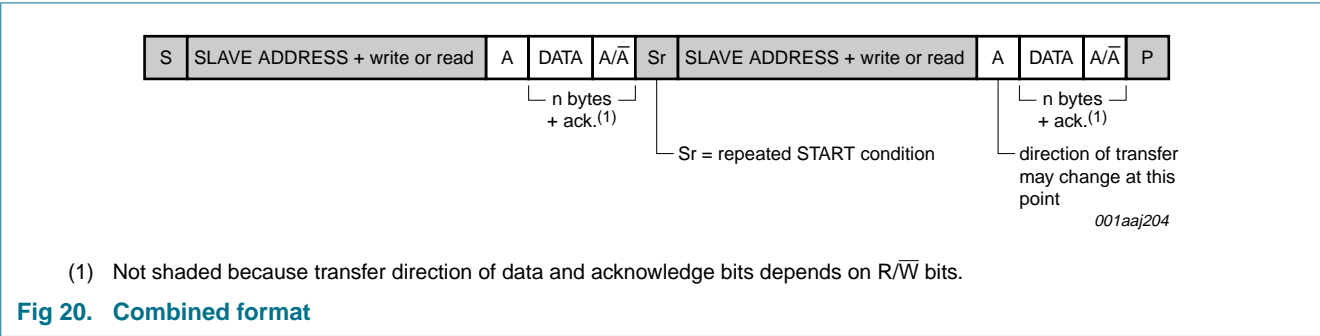 S SLAVE ADDRESS + write or read A DATA A/A̅ Sr SLAVE ADDRESS + write or read A DATA A/A̅ P
n bytes
+ ack.(1)
n bytes
+ ack.(1)
Sr = repeated START condition
direction of transfer
may change at this
point
001aaj204
(1) Not shaded because transfer direction of data and acknowledge bits depends on R/W̅ bits.
Fig 20. Combined format